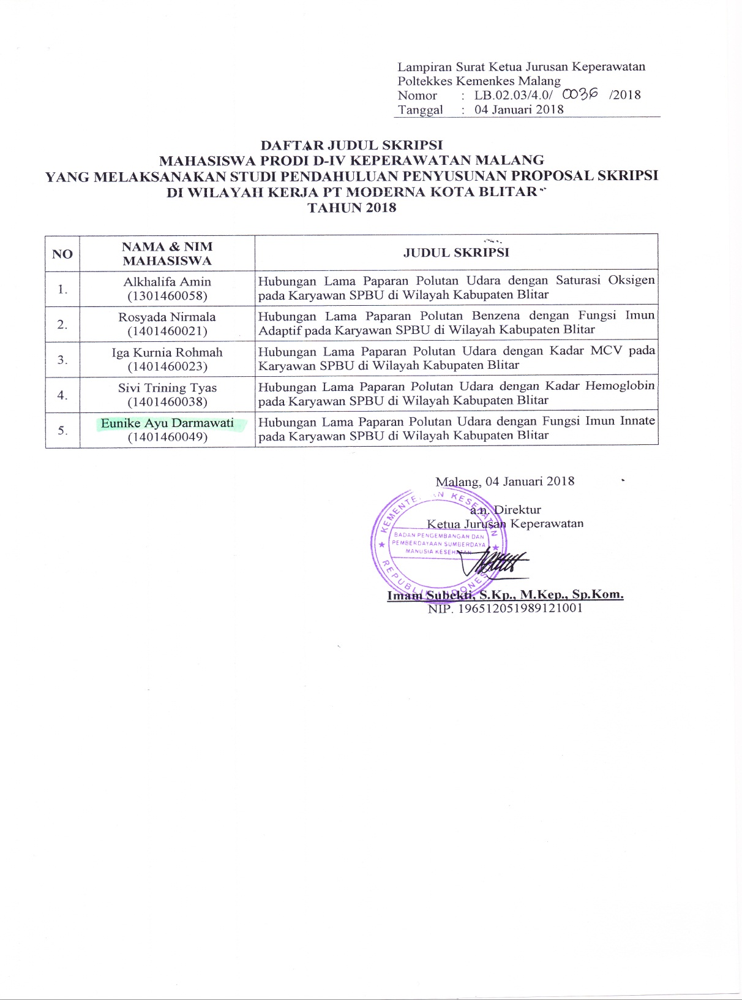 Lampiran Surat Ketua Jurusan Keperawatan
Poltekkes Kemenkes Malang
Nomor : LB.02.03/4.0/ 0036 /2018
Tanggal : 04 Januari 2018
DAFTAR JUDUL SKRIPSI
MAHASISWA PRODI D-IV KEPERAWATAN MALANG
YANG MELAKSANAKAN STUDI PENDAHULUAN PENYUSUNAN PROPOSAL SKRIPSI
DI WILAYAH KERJA PT MODERNA KOTA BLITAR
TAHUN 2018
NO
NAMA & NIM
MAHASISWA
JUDUL SKRIPSI
1.
Alkhalifa Amin
(1301460058)
Hubungan Lama Paparan Polutan Udara dengan Saturasi Oksigen
pada Karyawan SPBU di Wilayah Kabupaten Blitar
2.
Rosyada Nirmala
(1401460021)
Hubungan Lama Paparan Polutan Benzena dengan Fungsi Imun
Adaptif pada Karyawan SPBU di Wilayah Kabupaten Blitar
3.
Iga Kurnia Rohmah
(1401460023)
Hubungan Lama Paparan Polutan Udara dengan Kadar MCV pada
Karyawan SPBU di Wilayah Kabupaten Blitar
4.
Sivi Trining Tyas
(1401460038)
Hubungan Lama Paparan Polutan Udara dengan Kadar Hemoglobin
pada Karyawan SPBU di Wilayah Kabupaten Blitar
5.
Eunike Ayu Darmawati
(1401460049)
Hubungan Lama Paparan Polutan Udara dengan Fungsi Imun Innate
pada Karyawan SPBU di Wilayah Kabupaten Blitar
Malang, 04 Januari 2018
a.n. Direktur
Ketua Jurusan Keperawatan
KESEHATAN
BADAN PENGEMBANGAN DAN
PEMBERDAYAAN SUMBERDAYA
MANUSIA KESEHATAN
REPUBLIK INDONESIA
Imam Subekti, S.Kp., M.Kep., Sp.Kom.
NIP. 196512051989121001